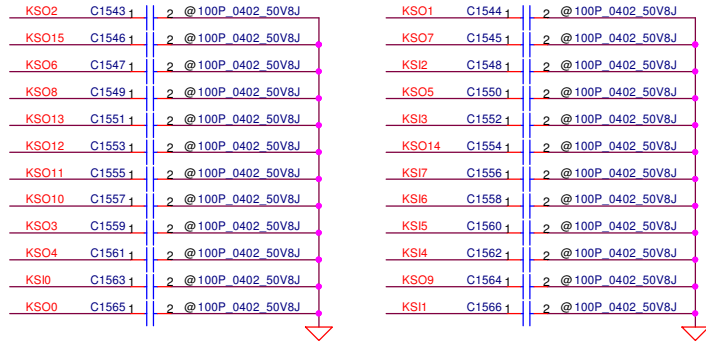 KSO2 C1543 1 2 @100P_0402_50V8J KSO1 C1544 1 2 @100P_0402_50V8J
KSO15 C1546 1 2 @100P_0402_50V8J KSO7 C1545 1 2 @100P_0402_50V8J
KSO6 C1547 1 2 @100P_0402_50V8J KSI2 C1548 1 2 @100P_0402_50V8J
KSO8 C1549 1 2 @100P_0402_50V8J KSO5 C1550 1 2 @100P_0402_50V8J
KSO13 C1551 1 2 @100P_0402_50V8J KSI3 C1552 1 2 @100P_0402_50V8J
KSO12 C1553 1 2 @100P_0402_50V8J KSO14 C1554 1 2 @100P_0402_50V8J
KSO11 C1555 1 2 @100P_0402_50V8J KSI7 C1556 1 2 @100P_0402_50V8J
KSO10 C1557 1 2 @100P_0402_50V8J KSI6 C1558 1 2 @100P_0402_50V8J
KSO3 C1559 1 2 @100P_0402_50V8J KSI5 C1560 1 2 @100P_0402_50V8J
KSO4 C1561 1 2 @100P_0402_50V8J KSI4 C1562 1 2 @100P_0402_50V8J
KSI0 C1563 1 2 @100P_0402_50V8J KSO9 C1564 1 2 @100P_0402_50V8J
KSO0 C1565 1 2 @100P_0402_50V8J KSI1 C1566 1 2 @100P_0402_50V8J